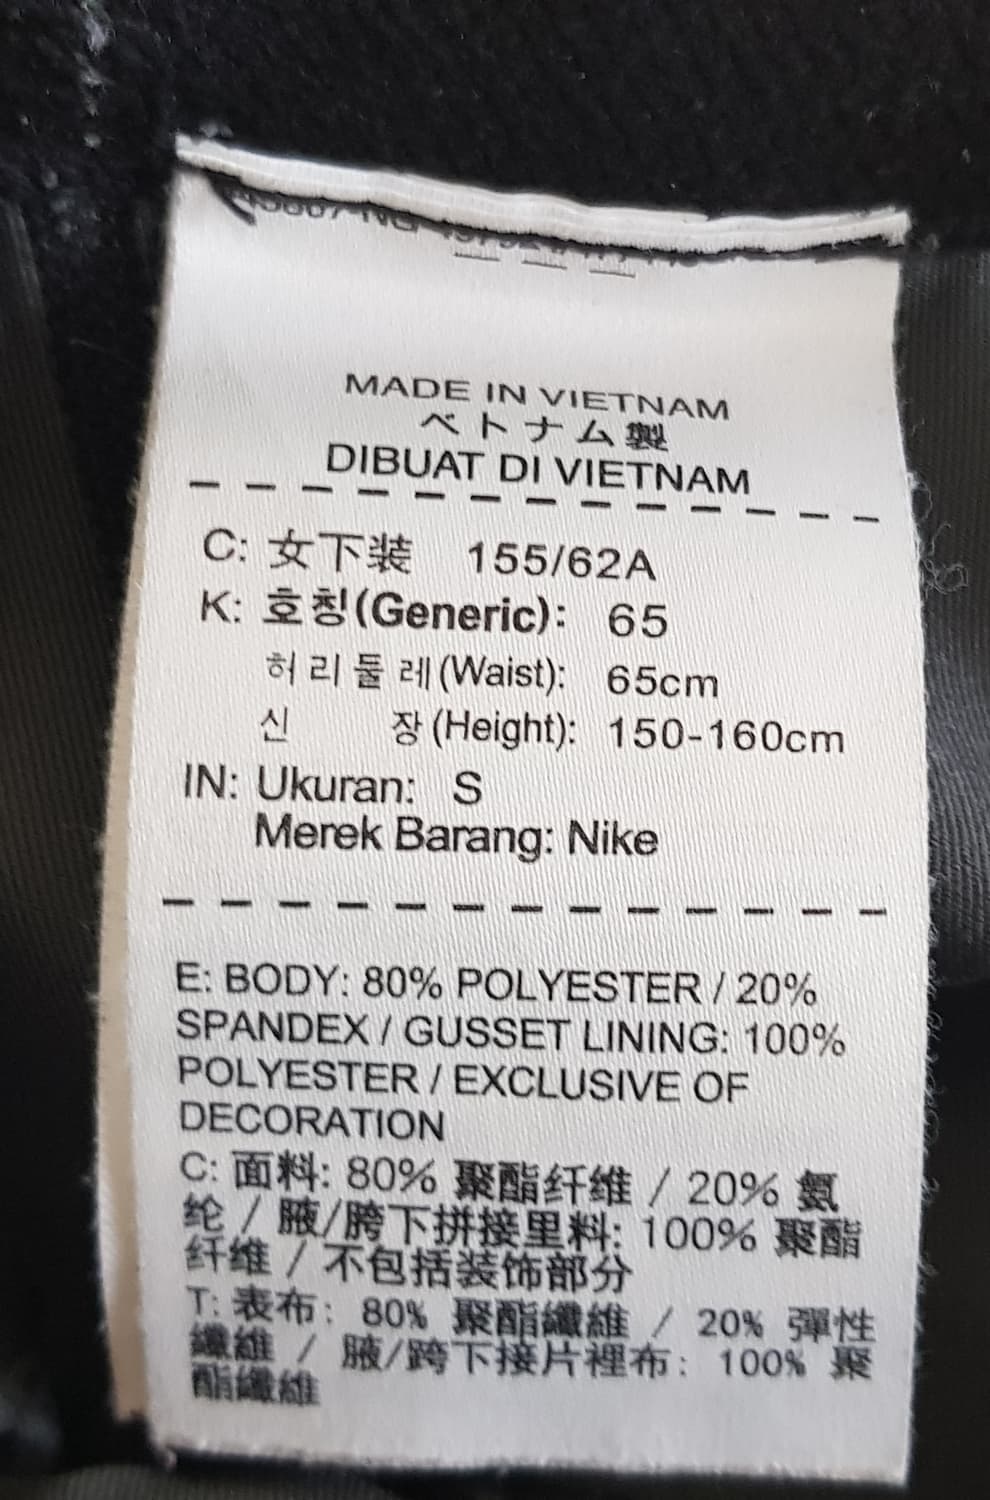 MADE IN VIETNAM
ベトナム製
DIBUAT DI VIETNAM
C: 女下装 155/62A
K: 호칭(Generic): 65
허리둘레(Waist): 65cm
신 장(Height): 150-160cm
IN: Ukuran: S
Merek Barang: Nike
E: BODY: 80% POLYESTER / 20%
SPANDEX / GUSSET LINING: 100%
POLYESTER / EXCLUSIVE OF
DECORATION
C: 面料: 80% 聚酯纤维 / 20% 氨
纶 / 腋/胯下拼接里料: 100% 聚酯
纤维 / 不包括装饰部分
T: 表布: 80% 聚酯纖維 / 20% 彈性
纖維 / 腋/跨下接片裡布: 100% 聚
酯纖維